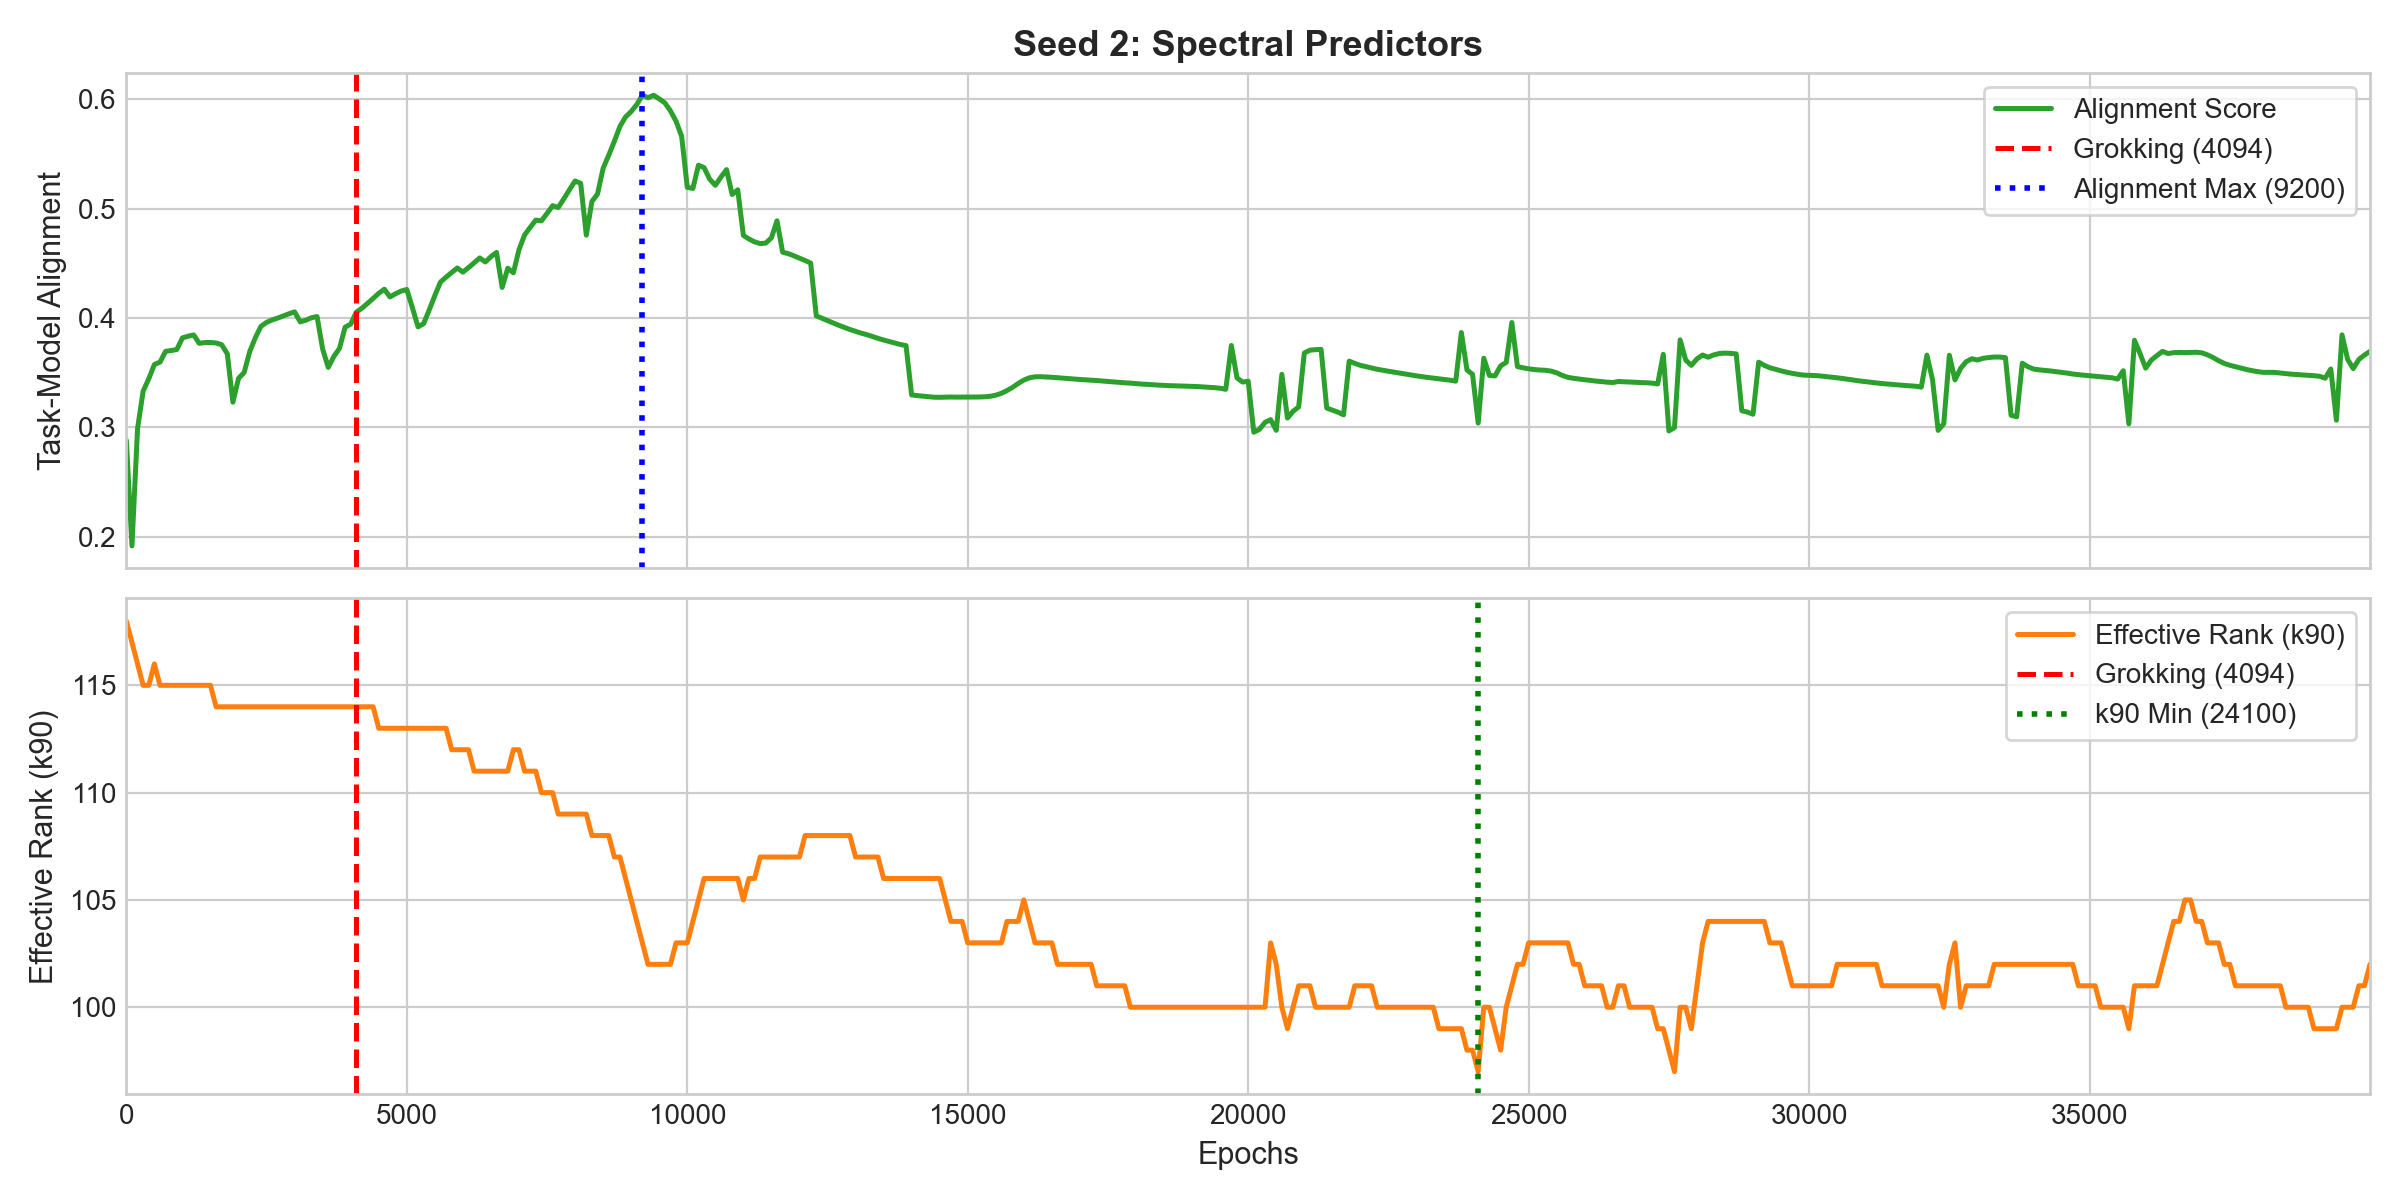 Seed 2: Spectral Predictors
Task-Model Alignment
0.6
0.5
0.4
0.3
0.2
Alignment Score
Grokking (4094)
Alignment Max (9200)
Effective Rank (k90)
115
110
105
100
Effective Rank (k90)
Grokking (4094)
k90 Min (24100)
0 5000 10000 15000 20000 25000 30000 35000
Epochs